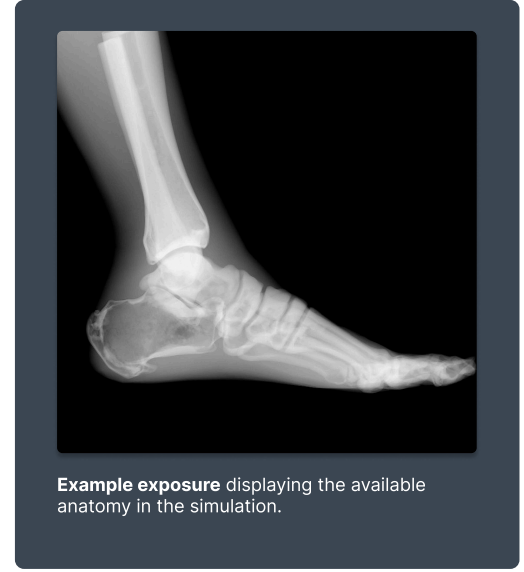 Example exposure displaying the available
anatomy in the simulation.